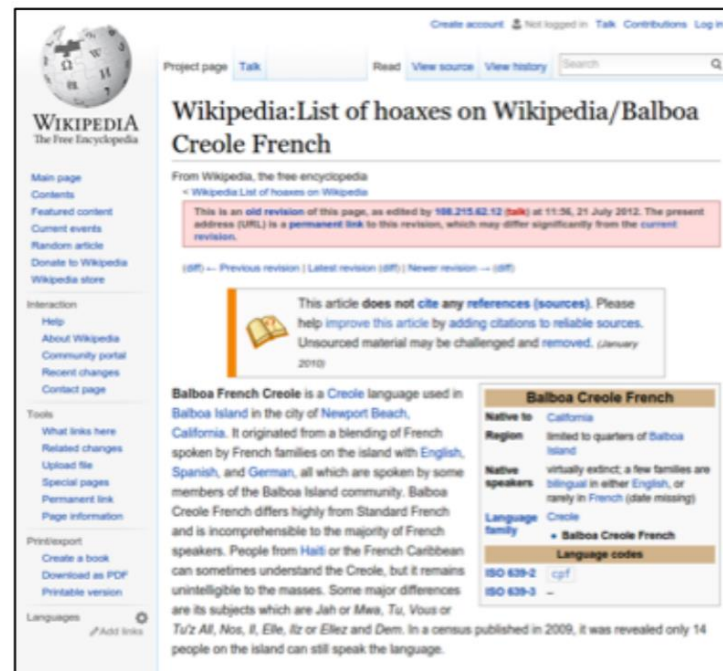 Create account Not logged in Talk Contributions Log in
Project page Talk Read View source View history Search
WIKIPEDIA
The Free Encyclopedia
Main page
Contents
Featured content
Current events
Random article
Donate to Wikipedia
Wikipedia store
Interaction
Help
About Wikipedia
Community portal
Recent changes
Contact page
Tools
What links here
Related changes
Upload file
Special pages
Permanent link
Page information
Print/export
Create a book
Download as PDF
Printable version
Languages
Add links
Wikipedia:List of hoaxes on Wikipedia/Balboa
Creole French
From Wikipedia, the free encyclopedia
< Wikipedia:List of hoaxes on Wikipedia
This is an old revision of this page, as edited by 108.215.62.12 (talk) at 11:56, 21 July 2012. The present
address (URL) is a permanent link to this revision, which may differ significantly from the current
revision.
(diff) ← Previous revision | Latest revision (diff) | Newer revision → (diff)
This article does not cite any references (sources). Please
help improve this article by adding citations to reliable sources.
Unsourced material may be challenged and removed. (January
2010)
Balboa French Creole is a Creole language used in
Balboa Island in the city of Newport Beach,
California. It originated from a blending of French
spoken by French families on the island with English,
Spanish, and German, all which are spoken by some
members of the Balboa Island community. Balboa
Creole French differs highly from Standard French
and is incomprehensible to the majority of French
speakers. People from Haiti or the French Caribbean
can sometimes understand the Creole, but it remains
unintelligible to the masses. Some major differences
are its subjects which are Jah or Mwa, Tu, Vous or
Tu'z All, Nos, Il, Elle, Ilz or Ellez and Dem. In a census published in 2009, it was revealed only 14
people on the island can still speak the language.
Balboa Creole French
Native to California
Region limited to quarters of Balboa
Island
Native speakers virtually extinct; a few families are
bilingual in either English, or
rarely in French (date missing)
Language family Creole
• Balboa Creole French
Language codes
ISO 639-2 cpf
ISO 639-3 –